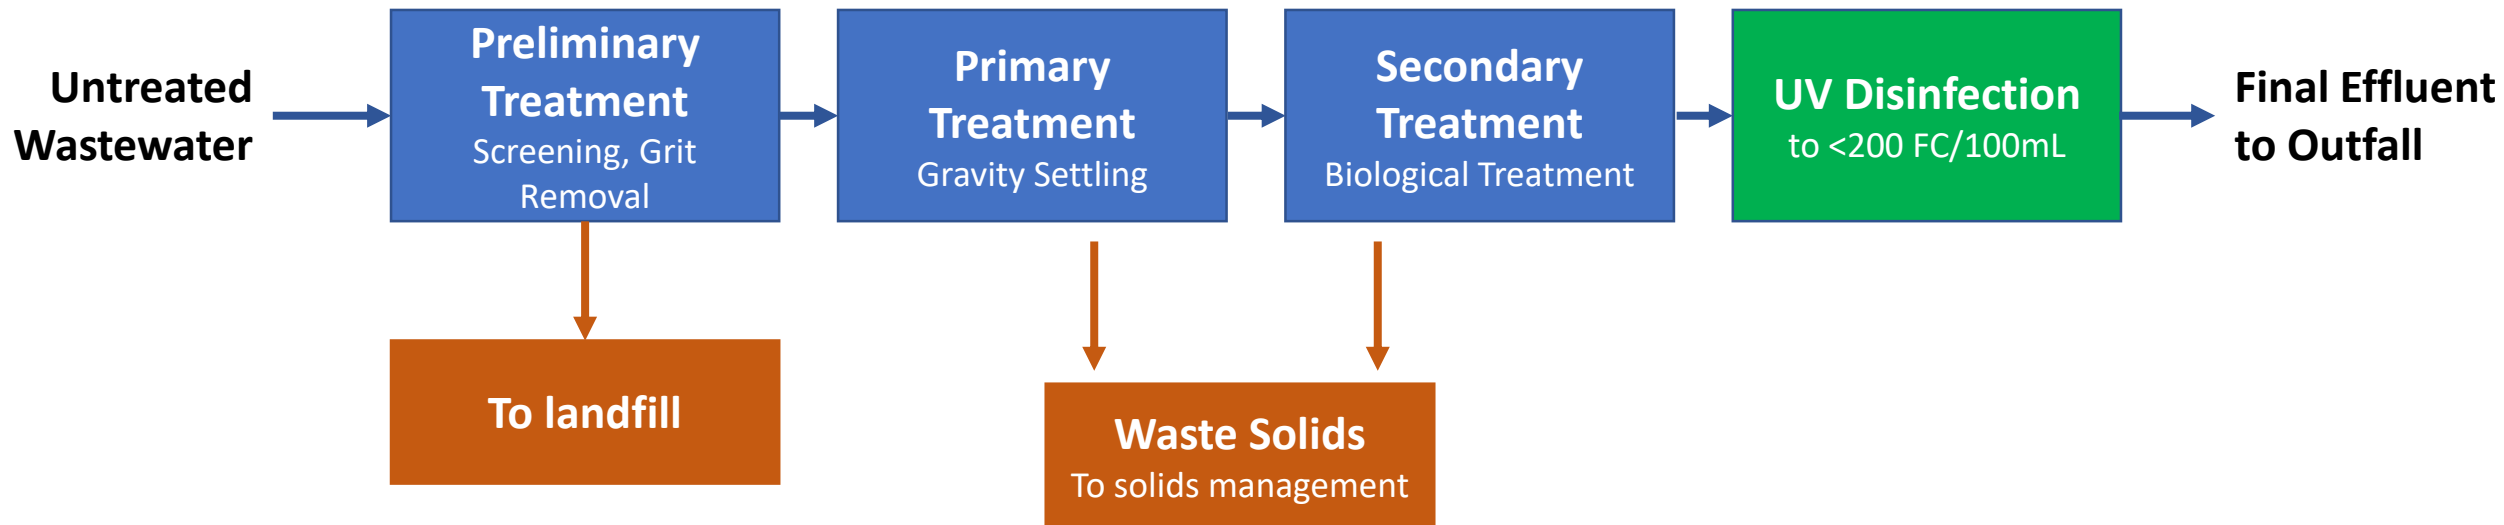 Untreated
Wastewater
Preliminary
Treatment
Screening, Grit
Removal
Primary
Treatment
Gravity Settling
Secondary
Treatment
Biological Treatment
UV Disinfection
to <200 FC/100mL
Final Effluent
to Outfall
To landfill
Waste Solids
To solids management